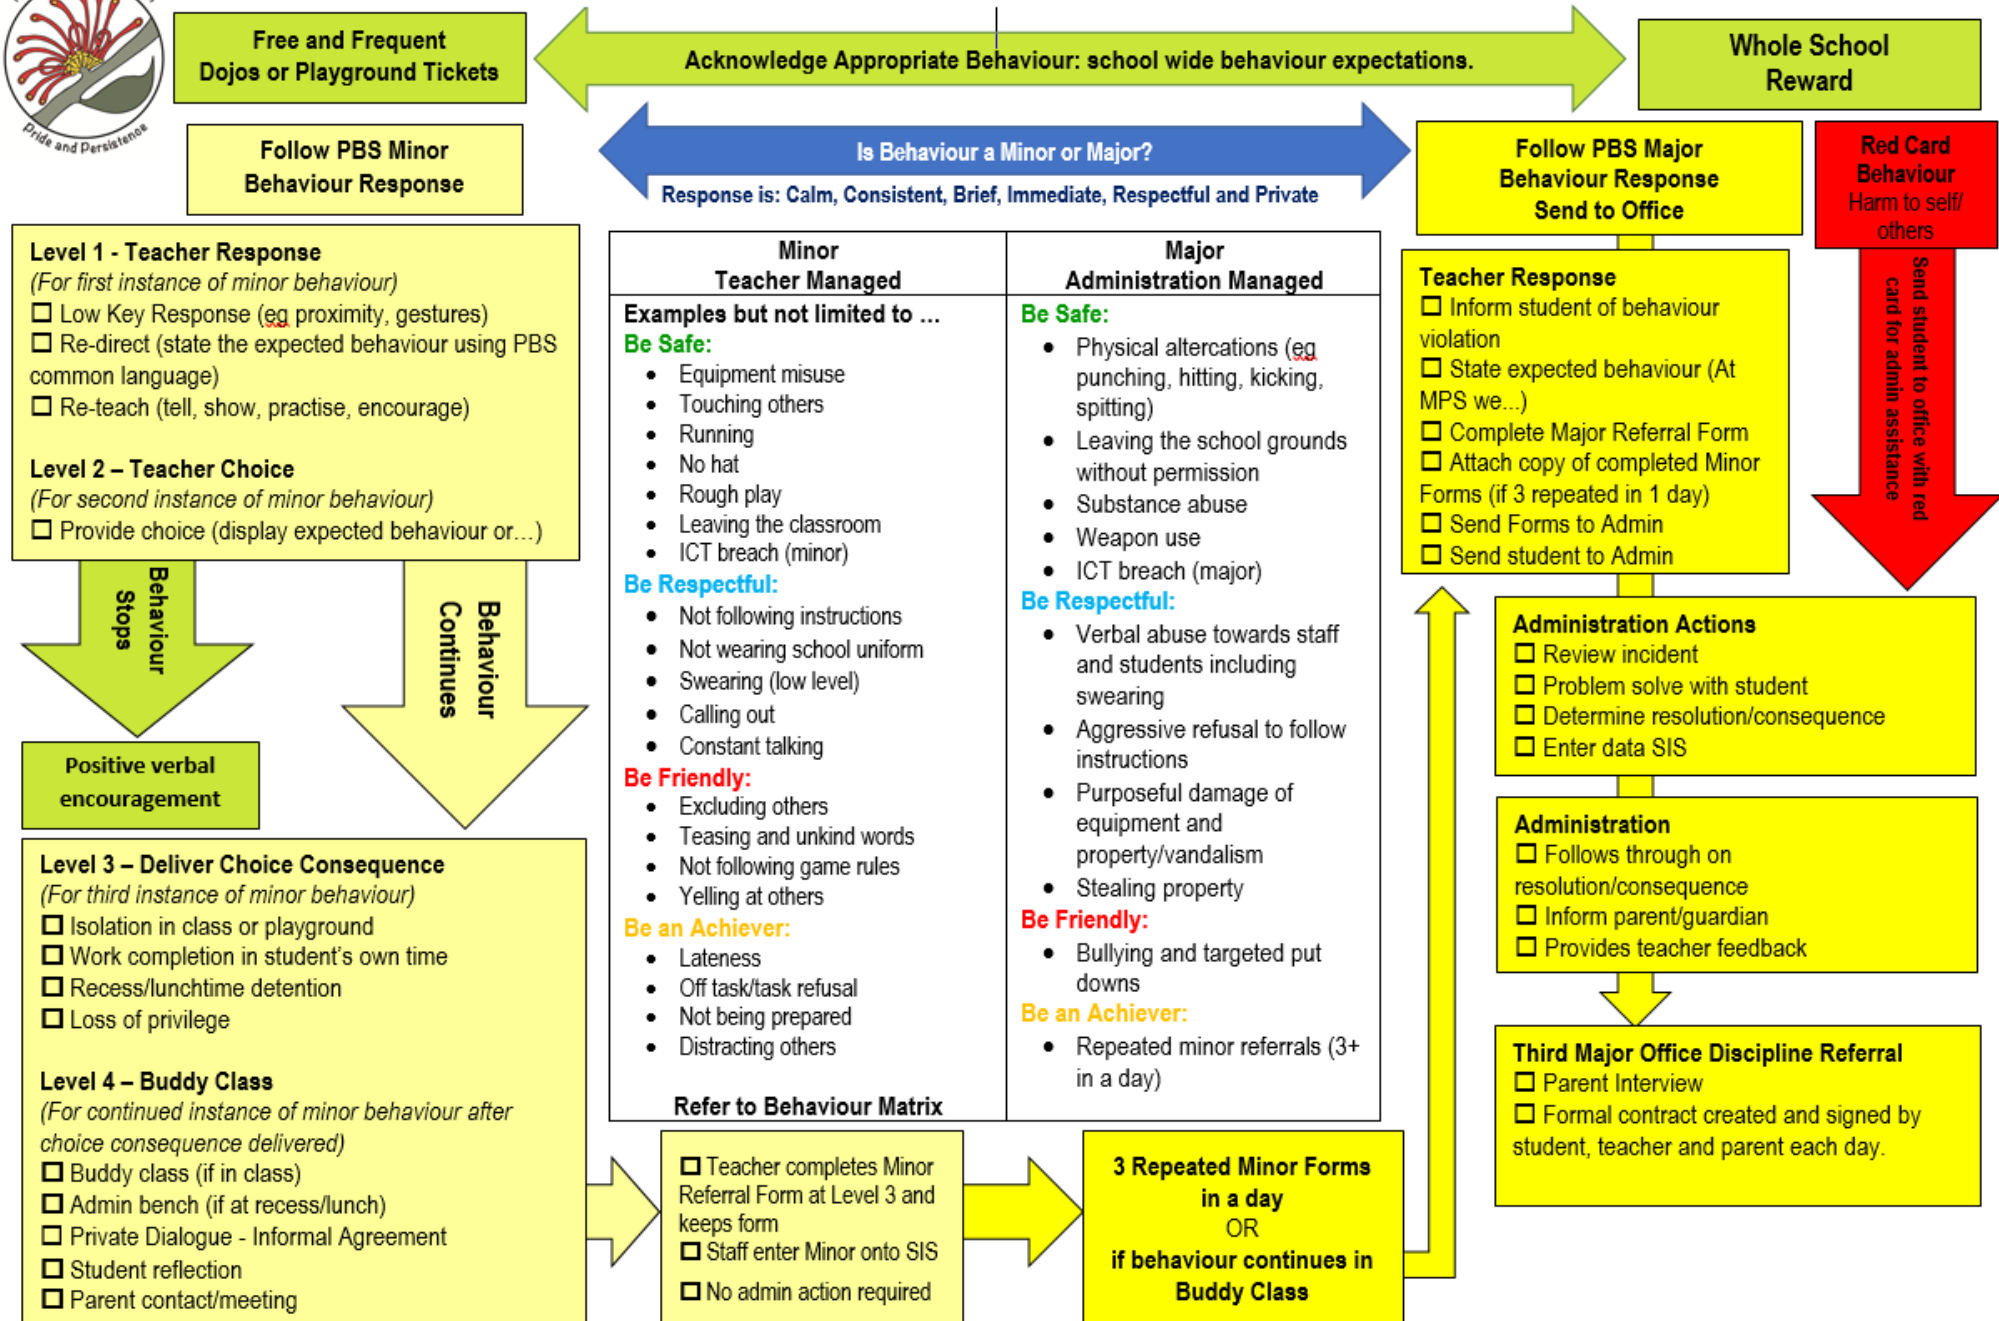 Pride and Persistence
Free and Frequent
Dojos or Playground Tickets
Acknowledge Appropriate Behaviour: school wide behaviour expectations.
Whole School
Reward
Follow PBS Minor
Behaviour Response
Is Behaviour a Minor or Major?
Response is: Calm, Consistent, Brief, Immediate, Respectful and Private
Follow PBS Major
Behaviour Response
Send to Office
Red Card
Behaviour
Harm to self/
others
Send student to office with red
card for admin assistance
Level 1 - Teacher Response
(For first instance of minor behaviour)
☐ Low Key Response (eg proximity, gestures)
☐ Re-direct (state the expected behaviour using PBS
common language)
☐ Re-teach (tell, show, practise, encourage)
Level 2 – Teacher Choice
(For second instance of minor behaviour)
☐ Provide choice (display expected behaviour or…)
Behaviour
Stops
Behaviour
Continues
Positive verbal
encouragement
Level 3 – Deliver Choice Consequence
(For third instance of minor behaviour)
☐ Isolation in class or playground
☐ Work completion in student's own time
☐ Recess/lunchtime detention
☐ Loss of privilege
Level 4 – Buddy Class
(For continued instance of minor behaviour after
choice consequence delivered)
☐ Buddy class (if in class)
☐ Admin bench (if at recess/lunch)
☐ Private Dialogue - Informal Agreement
☐ Student reflection
☐ Parent contact/meeting
Minor
Teacher Managed
Examples but not limited to …
Be Safe:
• Equipment misuse
• Touching others
• Running
• No hat
• Rough play
• Leaving the classroom
• ICT breach (minor)
Be Respectful:
• Not following instructions
• Not wearing school uniform
• Swearing (low level)
• Calling out
• Constant talking
Be Friendly:
• Excluding others
• Teasing and unkind words
• Not following game rules
• Yelling at others
Be an Achiever:
• Lateness
• Off task/task refusal
• Not being prepared
• Distracting others
Refer to Behaviour Matrix
Major
Administration Managed
Be Safe:
• Physical altercations (eg
punching, hitting, kicking,
spitting)
• Leaving the school grounds
without permission
• Substance abuse
• Weapon use
• ICT breach (major)
Be Respectful:
• Verbal abuse towards staff
and students including
swearing
• Aggressive refusal to follow
instructions
• Purposeful damage of
equipment and
property/vandalism
• Stealing property
Be Friendly:
• Bullying and targeted put
downs
Be an Achiever:
• Repeated minor referrals (3+
in a day)
☐ Teacher completes Minor
Referral Form at Level 3 and
keeps form
☐ Staff enter Minor onto SIS
☐ No admin action required
3 Repeated Minor Forms
in a day
OR
if behaviour continues in
Buddy Class
Teacher Response
☐ Inform student of behaviour
violation
☐ State expected behaviour (At
MPS we...)
☐ Complete Major Referral Form
☐ Attach copy of completed Minor
Forms (if 3 repeated in 1 day)
☐ Send Forms to Admin
☐ Send student to Admin
Administration Actions
☐ Review incident
☐ Problem solve with student
☐ Determine resolution/consequence
☐ Enter data SIS
Administration
☐ Follows through on
resolution/consequence
☐ Inform parent/guardian
☐ Provides teacher feedback
Third Major Office Discipline Referral
☐ Parent Interview
☐ Formal contract created and signed by
student, teacher and parent each day.